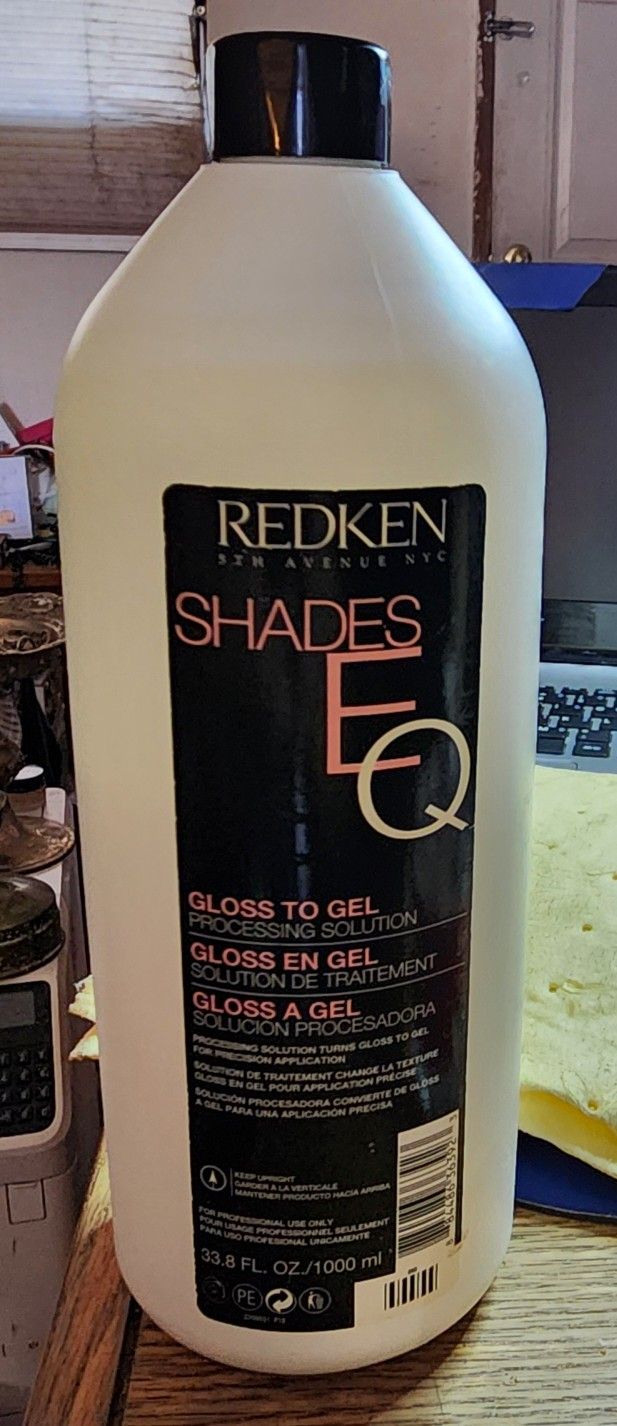 REDKEN
5TH AVENUE NYC
SHADES
EQ
GLOSS TO GEL
PROCESSING SOLUTION
GLOSS EN GEL
SOLUTION DE TRAITEMENT
GLOSS A GEL
SOLUCION PROCESADORA
PROCESSING SOLUTION TURNS GLOSS TO GEL
FOR PRECISION APPLICATION
SOLUTION DE TRAITEMENT CHANGE LA TEXTURE
GLOSS EN GEL POUR APPLICATION PRÉCISE
SOLUCIÓN PROCESADORA CONVIERTE DE GLOSS
A GEL PARA UNA APLICACIÓN PRECISA
KEEP UPRIGHT
GARDER A LA VERTICALE
MANTENER PRODUCTO HACIA ARRIBA
FOR PROFESSIONAL USE ONLY
POUR USAGE PROFESSIONNEL SEULEMENT
PARA USO PROFESIONAL UNICAMENTE
33.8 FL. OZ./1000 ml
PE